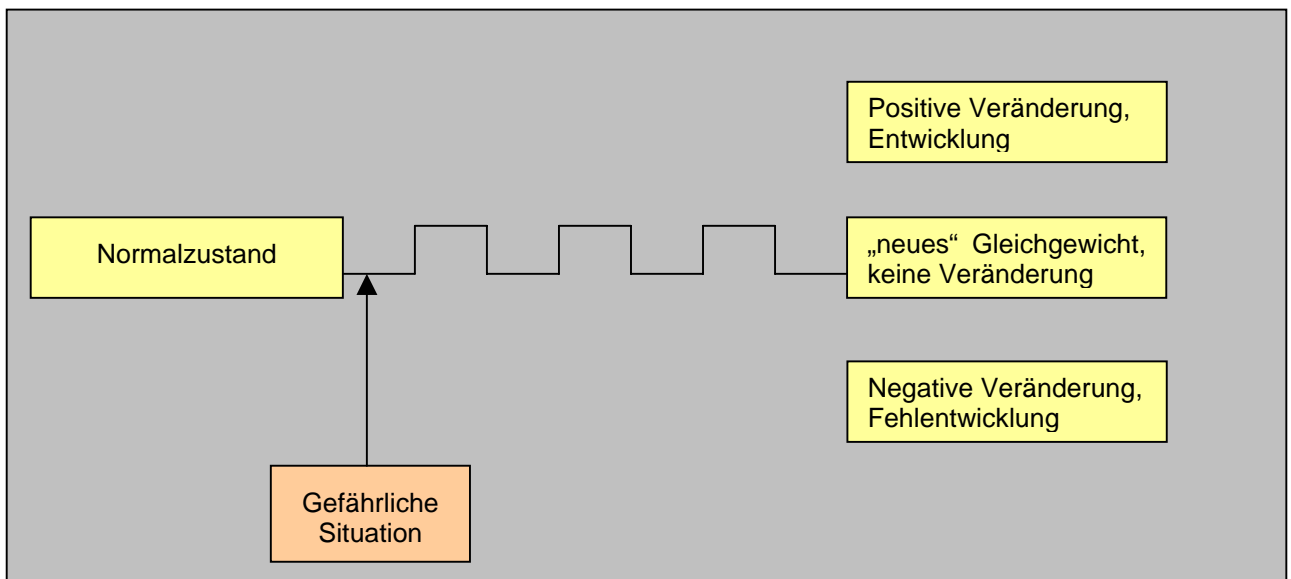 Positive Veränderung,
Entwicklung
Normalzustand
„neues“ Gleichgewicht,
keine Veränderung
Negative Veränderung,
Fehlentwicklung
Gefährliche
Situation